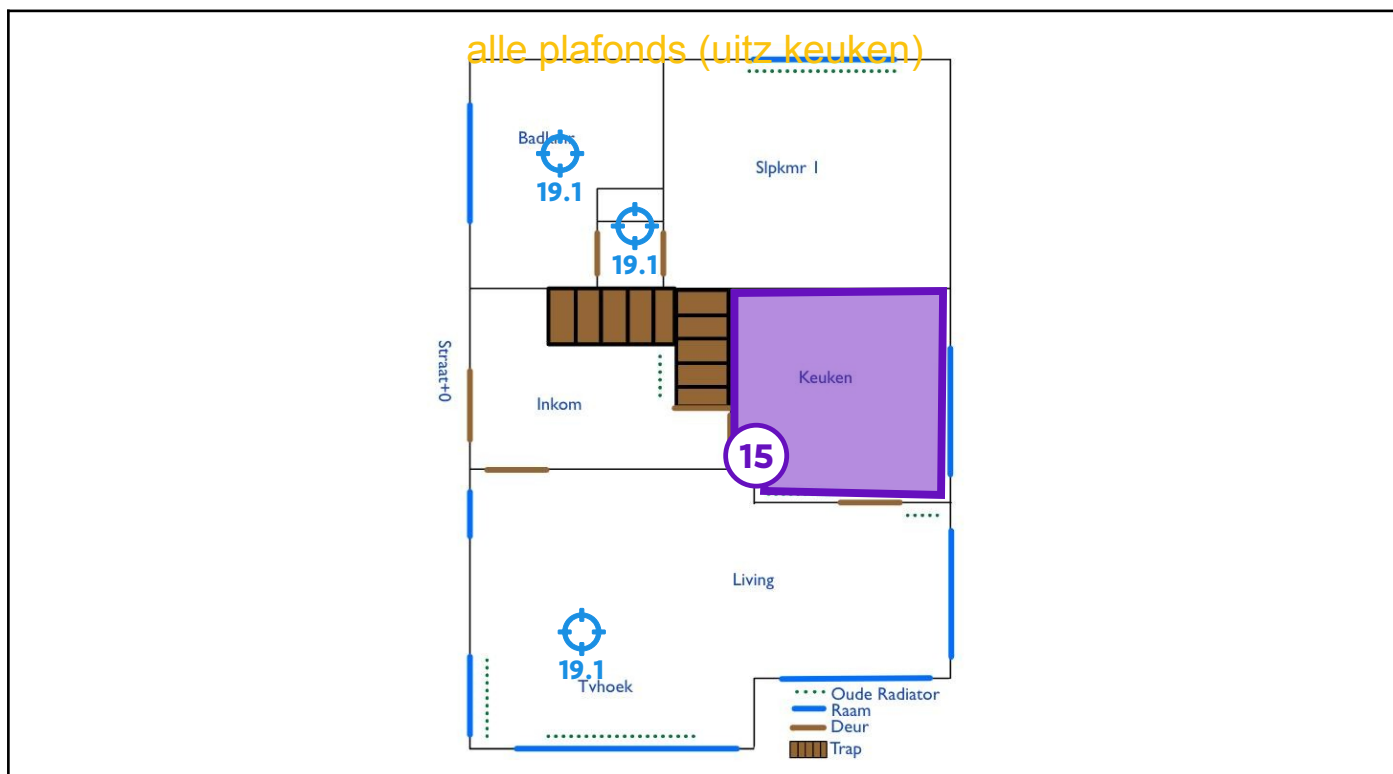 alle plafonds (uitz keuken)
Badkmr
19.1
Slpkmr 1
19.1
Straat+0
Inkom
Keuken
15
Living
19.1
Tvhoek
Oude Radiator
Raam
Deur
Trap